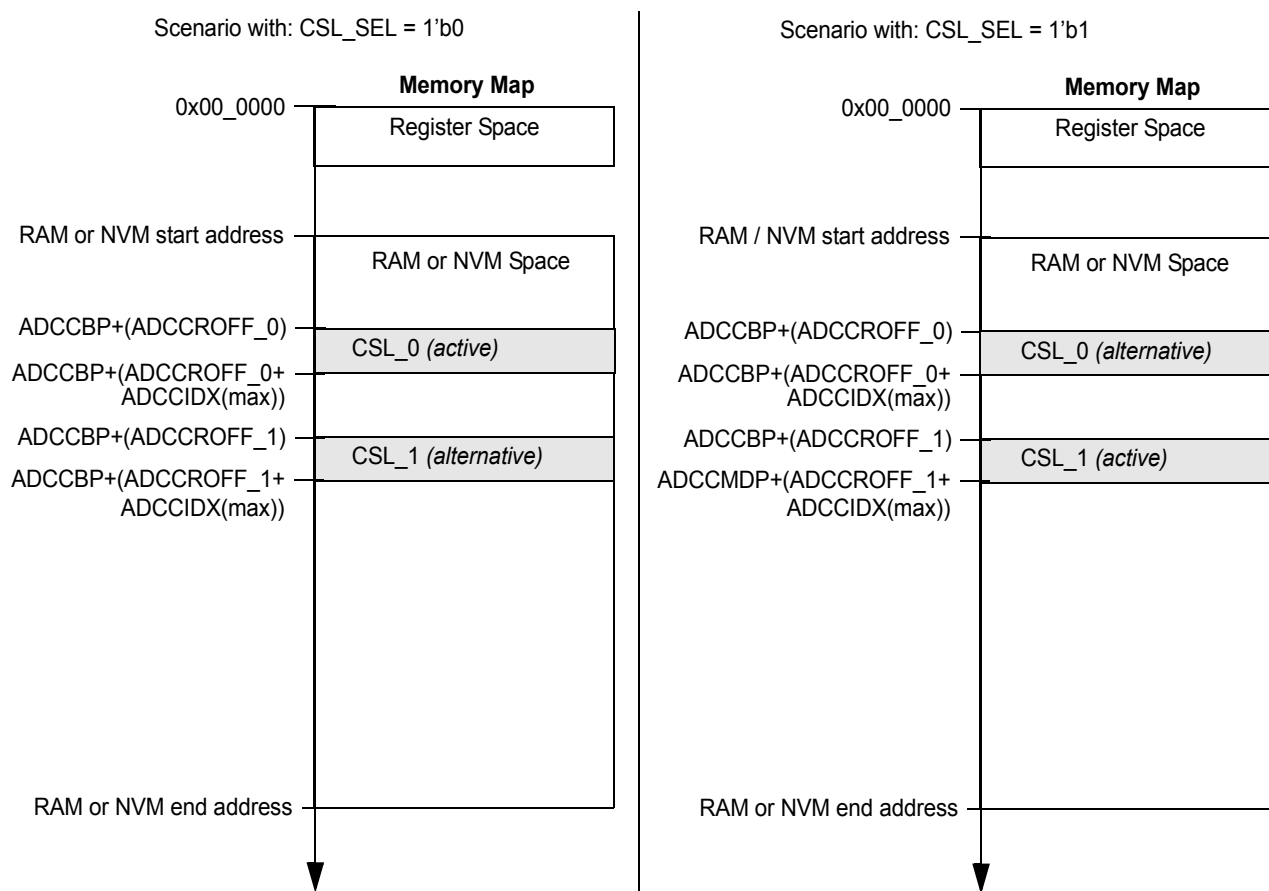 Scenario with: CSL_SEL = 1'b0
Memory Map
0x00_0000
Register Space
RAM or NVM start address
RAM or NVM Space
ADCCBP+(ADCCROFF_0)
CSL_0 (active)
ADCCBP+(ADCCROFF_0+
ADCCIDX(max))
ADCCBP+(ADCCROFF_1)
CSL_1 (alternative)
ADCCBP+(ADCCROFF_1+
ADCCIDX(max))
RAM or NVM end address
Scenario with: CSL_SEL = 1'b1
Memory Map
0x00_0000
Register Space
RAM / NVM start address
RAM or NVM Space
ADCCBP+(ADCCROFF_0)
CSL_0 (alternative)
ADCCBP+(ADCCROFF_0+
ADCCIDX(max))
ADCCBP+(ADCCROFF_1)
CSL_1 (active)
ADCCMDP+(ADCCROFF_1+
ADCCIDX(max))
RAM or NVM end address